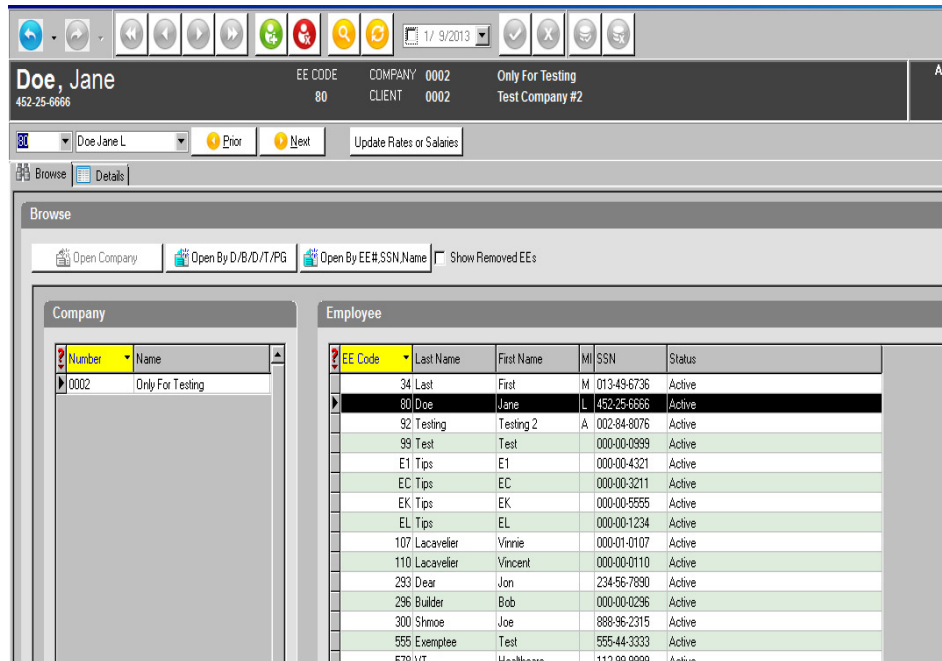 1/ 9/2013
Doe, Jane EE CODE COMPANY 0002 Only For Testing A
452-25-6666 80 CLIENT 0002 Test Company #2
80 Doe Jane L Prior Next Update Rates or Salaries
Browse Details
Browse
Open Company Open By D/B/D/T/PG Open By EE#,SSN,Name Show Removed EEs
Company Employee
? Number Name ? EE Code Last Name First Name MI SSN Status
0002 Only For Testing
34 Last First M 013-49-6736 Active
80 Doe Jane L 452-25-6666 Active
92 Testing Testing 2 A 002-84-8076 Active
99 Test Test 000-00-0999 Active
E1 Tips E1 000-00-4321 Active
EC Tips EC 000-00-3211 Active
EK Tips EK 000-00-5555 Active
EL Tips EL 000-00-1234 Active
107 Lacavelier Vinnie 000-01-0107 Active
110 Lacavelier Vincent 000-00-0110 Active
293 Dear Jon 234-56-7890 Active
296 Builder Bob 000-00-0296 Active
300 Shmoe Joe 888-96-2315 Active
555 Exemptee Test 555-44-3333 Active
578 VT Healthcare 112-99-9999 Active